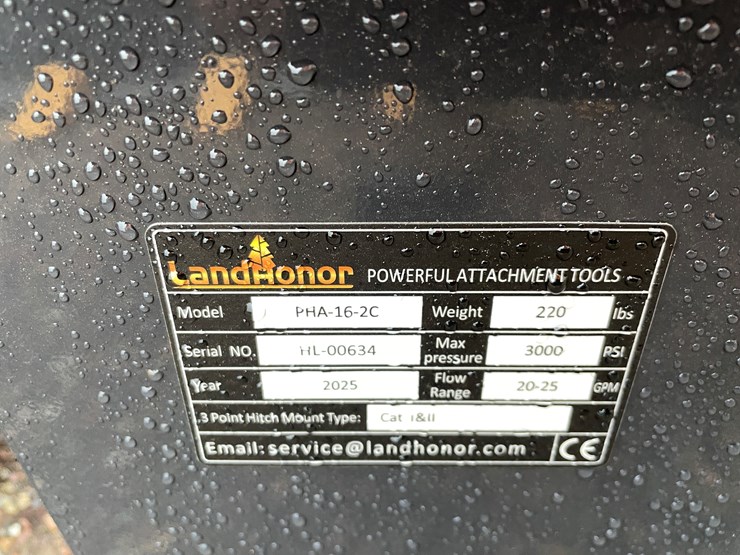 LandHonor POWERFUL ATTACHMENT TOOLS
Model PHA-16-2C Weight 220 lbs
Serial NO. HL-00634 Max pressure 3000 PSI
Year 2025 Flow Range 20-25 GPM
3 Point Hitch Mount Type: Cat I&II
Email: service@landhonor.com CE